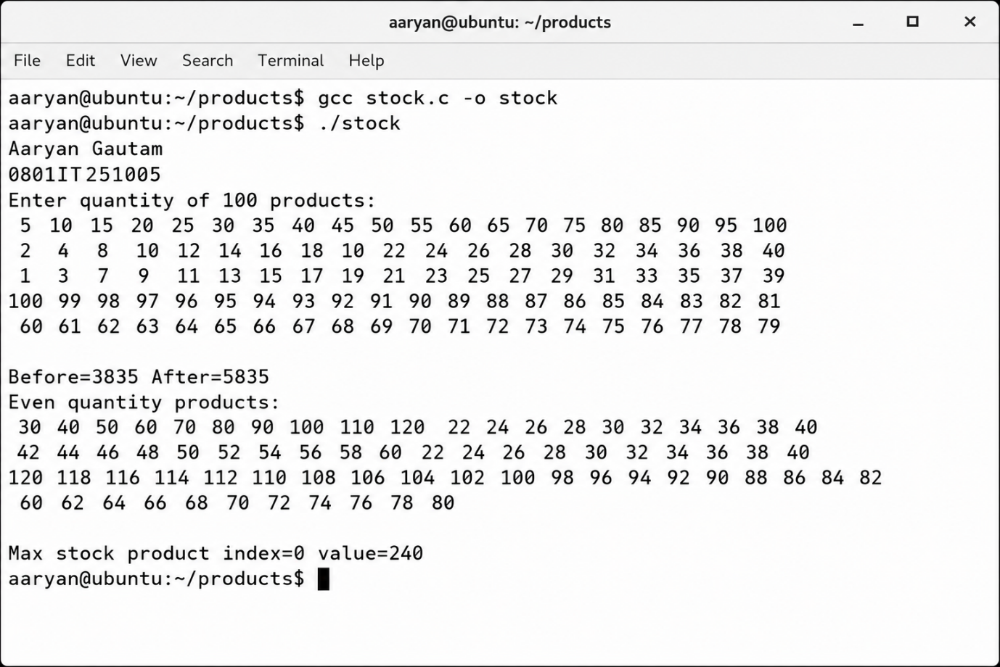 aaryan@ubuntu: ~/products
File Edit View Search Terminal Help
aaryan@ubuntu:~/products$ gcc stock.c -o stock
aaryan@ubuntu:~/products$ ./stock
Aaryan Gautam
0801IT251005
Enter quantity of 100 products:
5 10 15 20 25 30 35 40 45 50 55 60 65 70 75 80 85 90 95 100
2 4 8 10 12 14 16 18 10 22 24 26 28 30 32 34 36 38 40
1 3 7 9 11 13 15 17 19 21 23 25 27 29 31 33 35 37 39
100 99 98 97 96 95 94 93 92 91 90 89 88 87 86 85 84 83 82 81
60 61 62 63 64 65 66 67 68 69 70 71 72 73 74 75 76 77 78 79
Before=3835 After=5835
Even quantity products:
30 40 50 60 70 80 90 100 110 120 22 24 26 28 30 32 34 36 38 40
42 44 46 48 50 52 54 56 58 60 22 24 26 28 30 32 34 36 38 40
120 118 116 114 112 110 108 106 104 102 100 98 96 94 92 90 88 86 84 82
60 62 64 66 68 70 72 74 76 78 80
Max stock product index=0 value=240
aaryan@ubuntu:~/products$